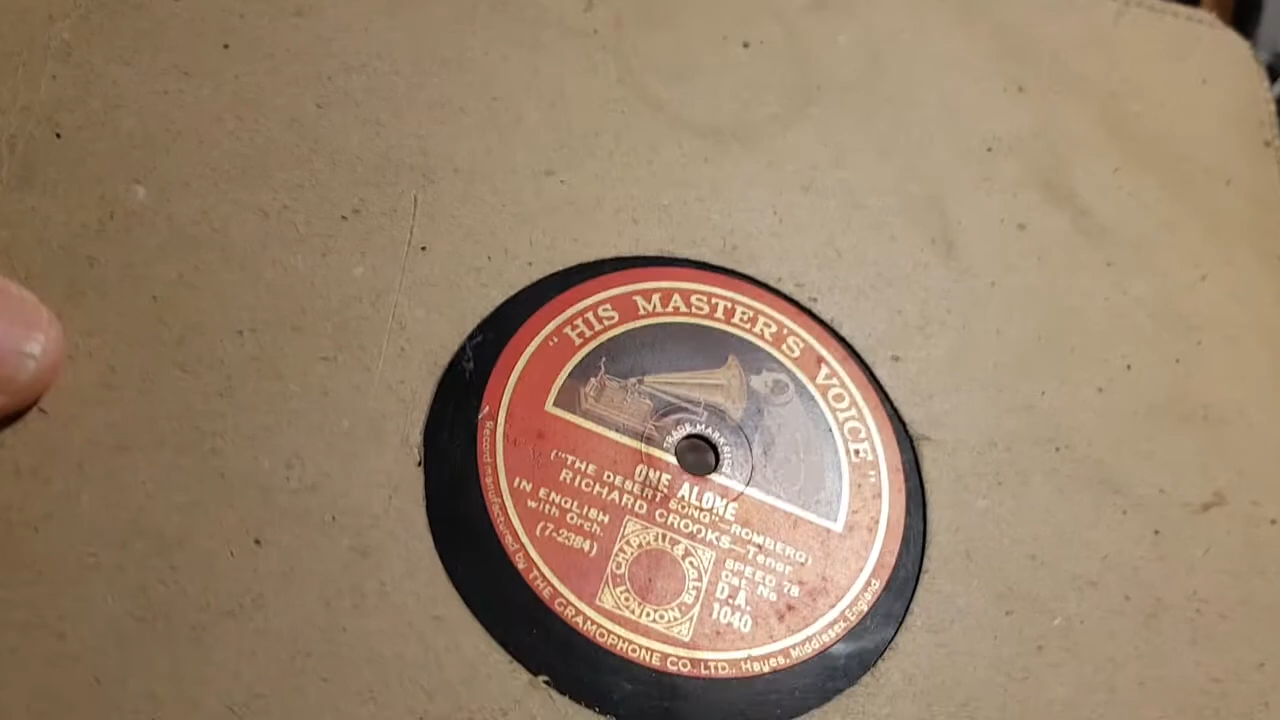 "HIS MASTER'S VOICE"
TRADE MARK
ONE ALONE
("THE DESERT SONG"—ROMBERG)
RICHARD CROOKS—Tenor
IN ENGLISH
with Orch.
(7-2384)
CHAPPELL & Co LTD.
LONDON
SPEED 78
Cat. No
D.A.
1040
Record manufactured by THE GRAMOPHONE CO. LTD., Hayes, Middlesex, England.